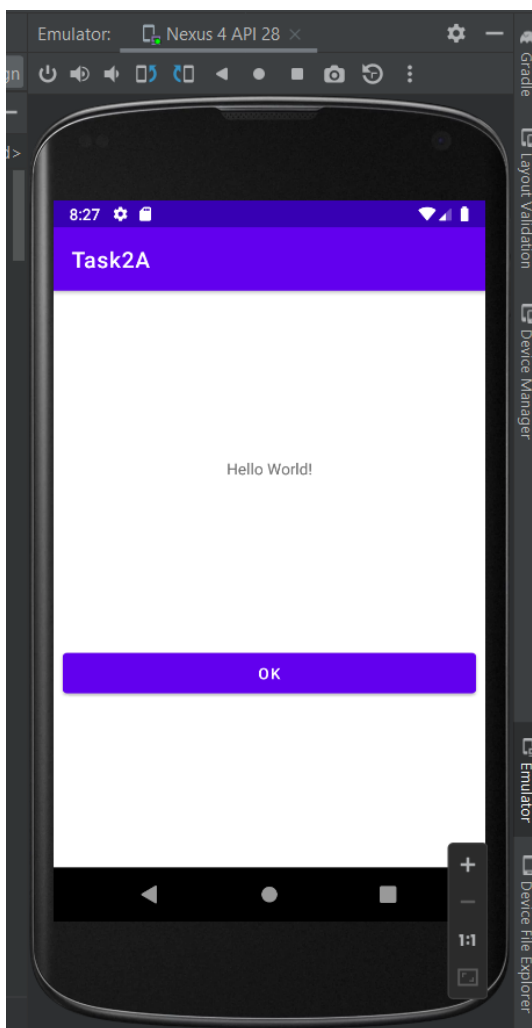 Emulator: Nexus 4 API 28
gn
d>
8:27
Task2A
Hello World!
OK
1:1
Gradle
Layout Validation
Device Manager
Emulator
Device File Explorer